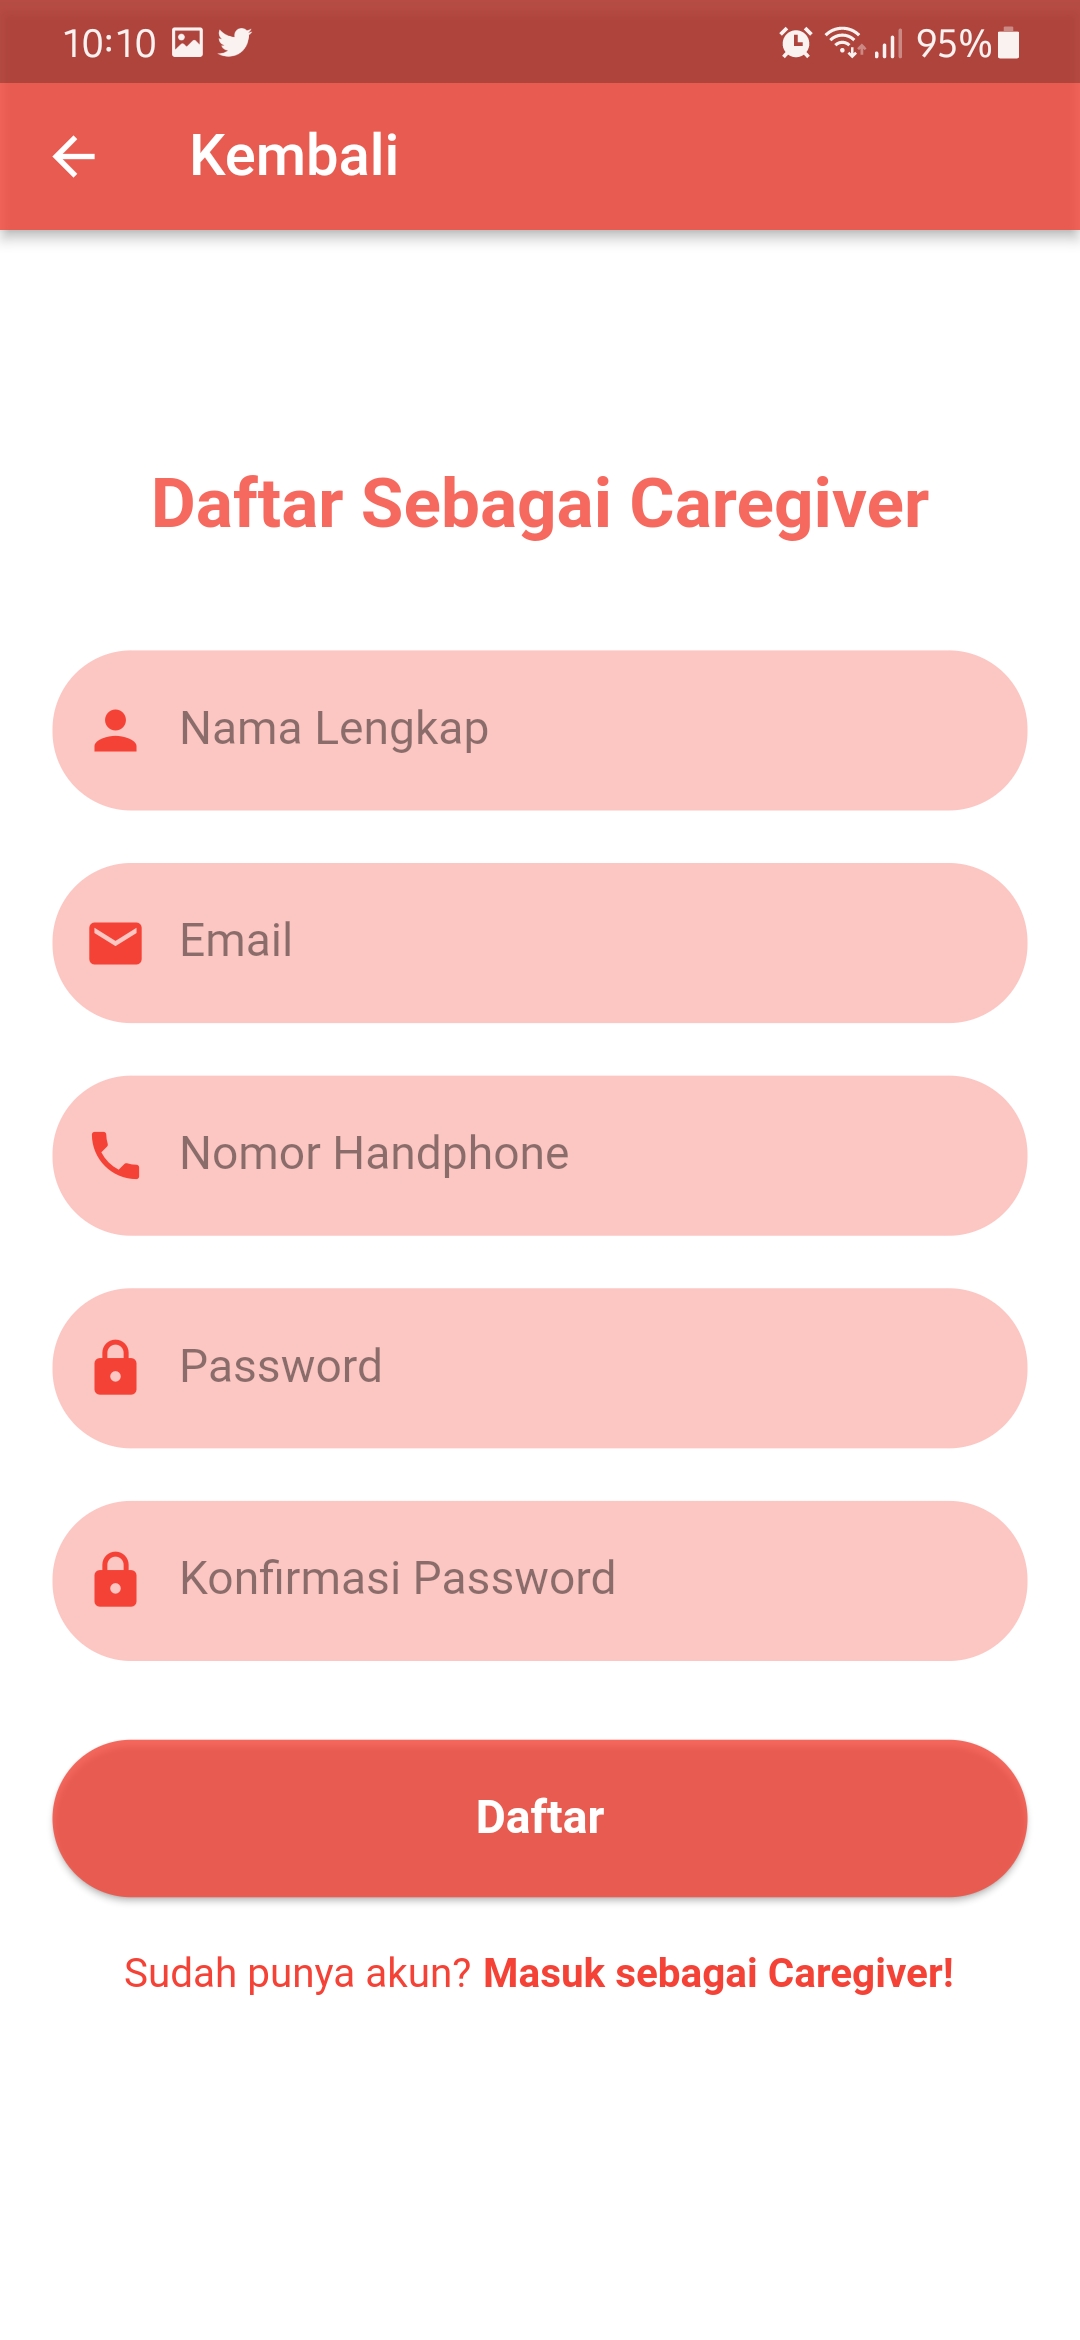 10:10 95%
Kembali
Daftar Sebagai Caregiver
Nama Lengkap
Email
Nomor Handphone
Password
Konfirmasi Password
Daftar
Sudah punya akun? Masuk sebagai Caregiver!